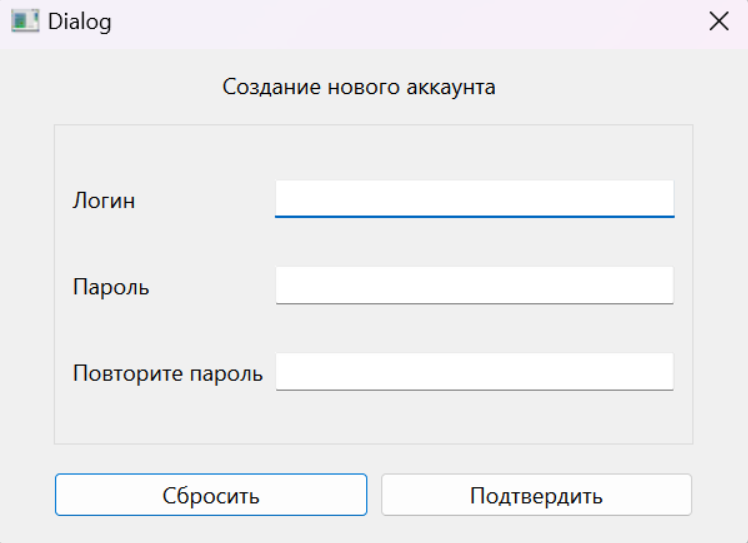 Dialog
Создание нового аккаунта
Логин
Пароль
Повторите пароль
Сбросить Подтвердить